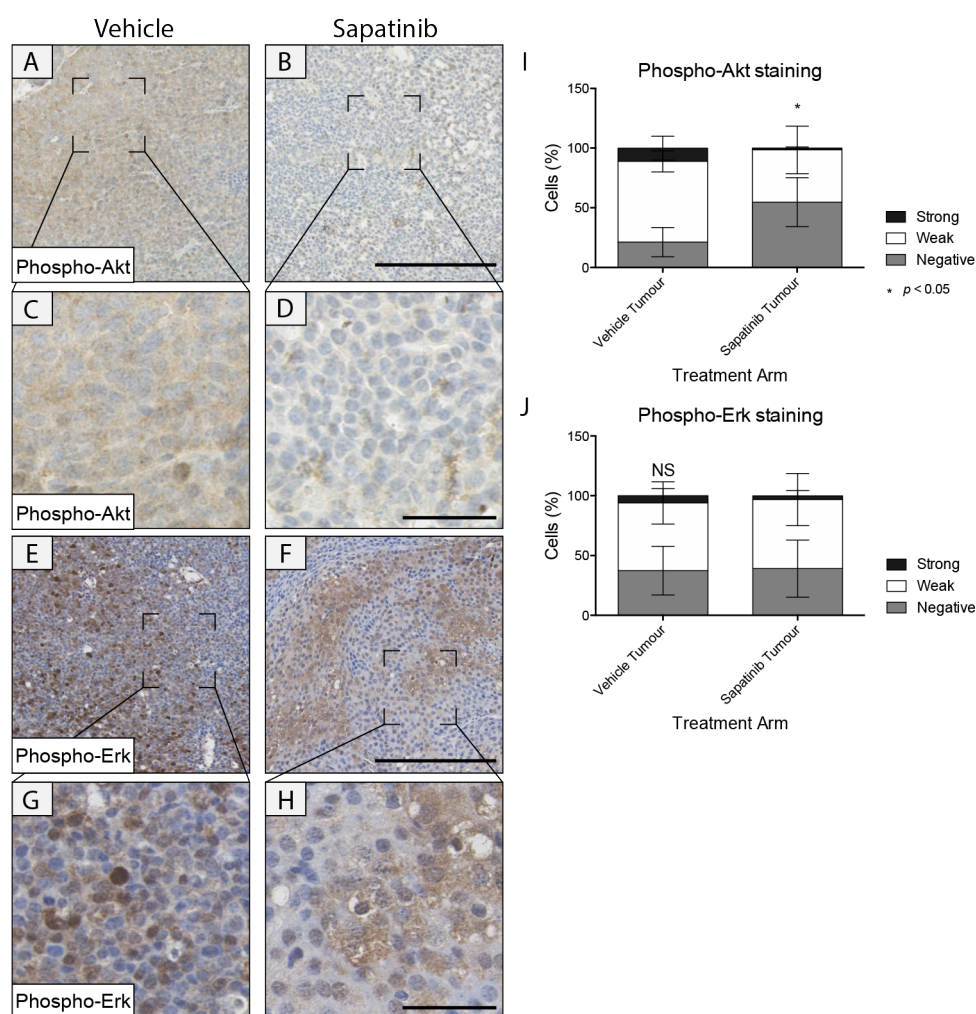 Vehicle
Sapatinib
A
B
Phospho-Akt
C
D
Phospho-Akt
E
F
Phospho-Erk
G
H
Phospho-Erk
I
Phospho-Akt staining
150
*
100
50
0
Cells (%)
Strong
Weak
Negative
* p < 0.05
Vehicle Tumour
Sapatinib Tumour
Treatment Arm
J
Phospho-Erk staining
150
NS
100
50
0
Cells (%)
Strong
Weak
Negative
Vehicle Tumour
Sapatinib Tumour
Treatment Arm